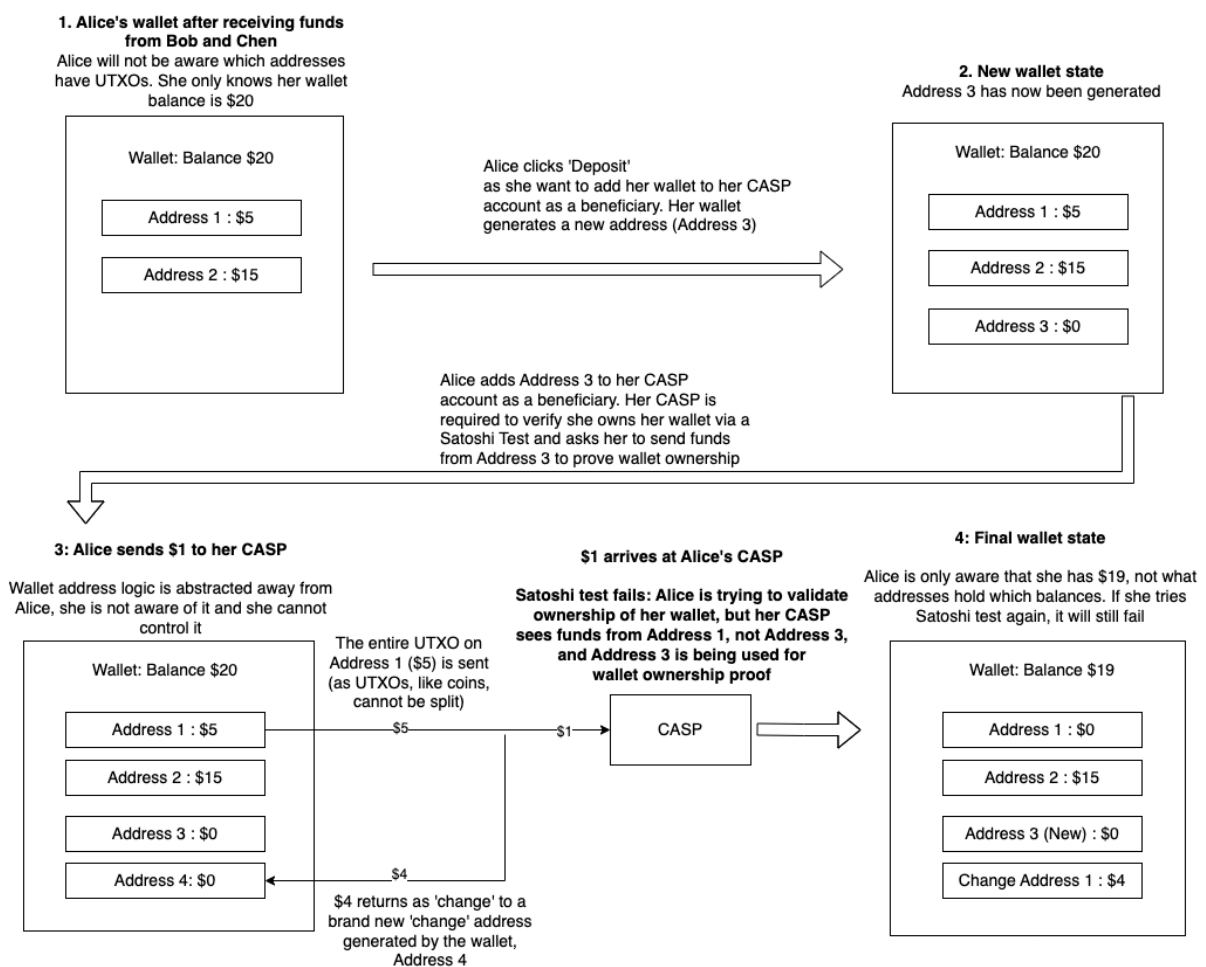 1. Alice's wallet after receiving funds
from Bob and Chen
Alice will not be aware which addresses
have UTXOs. She only knows her wallet
balance is $20
Wallet: Balance $20
Address 1 : $5
Address 2 : $15
Alice clicks 'Deposit'
as she want to add her wallet to her CASP
account as a beneficiary. Her wallet
generates a new address (Address 3)
2. New wallet state
Address 3 has now been generated
Wallet: Balance $20
Address 1 : $5
Address 2 : $15
Address 3 : $0
Alice adds Address 3 to her CASP
account as a beneficiary. Her CASP is
required to verify she owns her wallet via a
Satoshi Test and asks her to send funds
from Address 3 to prove wallet ownership
3: Alice sends $1 to her CASP
Wallet address logic is abstracted away from
Alice, she is not aware of it and she cannot
control it
Wallet: Balance $20
Address 1 : $5
Address 2 : $15
Address 3 : $0
Address 4: $0
The entire UTXO on
Address 1 ($5) is sent
(as UTXOs, like coins,
cannot be split)
$5
$1
$4
$4 returns as 'change' to a
brand new 'change' address
generated by the wallet,
Address 4
$1 arrives at Alice's CASP
Satoshi test fails: Alice is trying to validate
ownership of her wallet, but her CASP
sees funds from Address 1, not Address 3,
and Address 3 is being used for
wallet ownership proof
CASP
4: Final wallet state
Alice is only aware that she has $19, not what
addresses hold which balances. If she tries
Satoshi test again, it will still fail
Wallet: Balance $19
Address 1 : $0
Address 2 : $15
Address 3 (New) : $0
Change Address 1 : $4